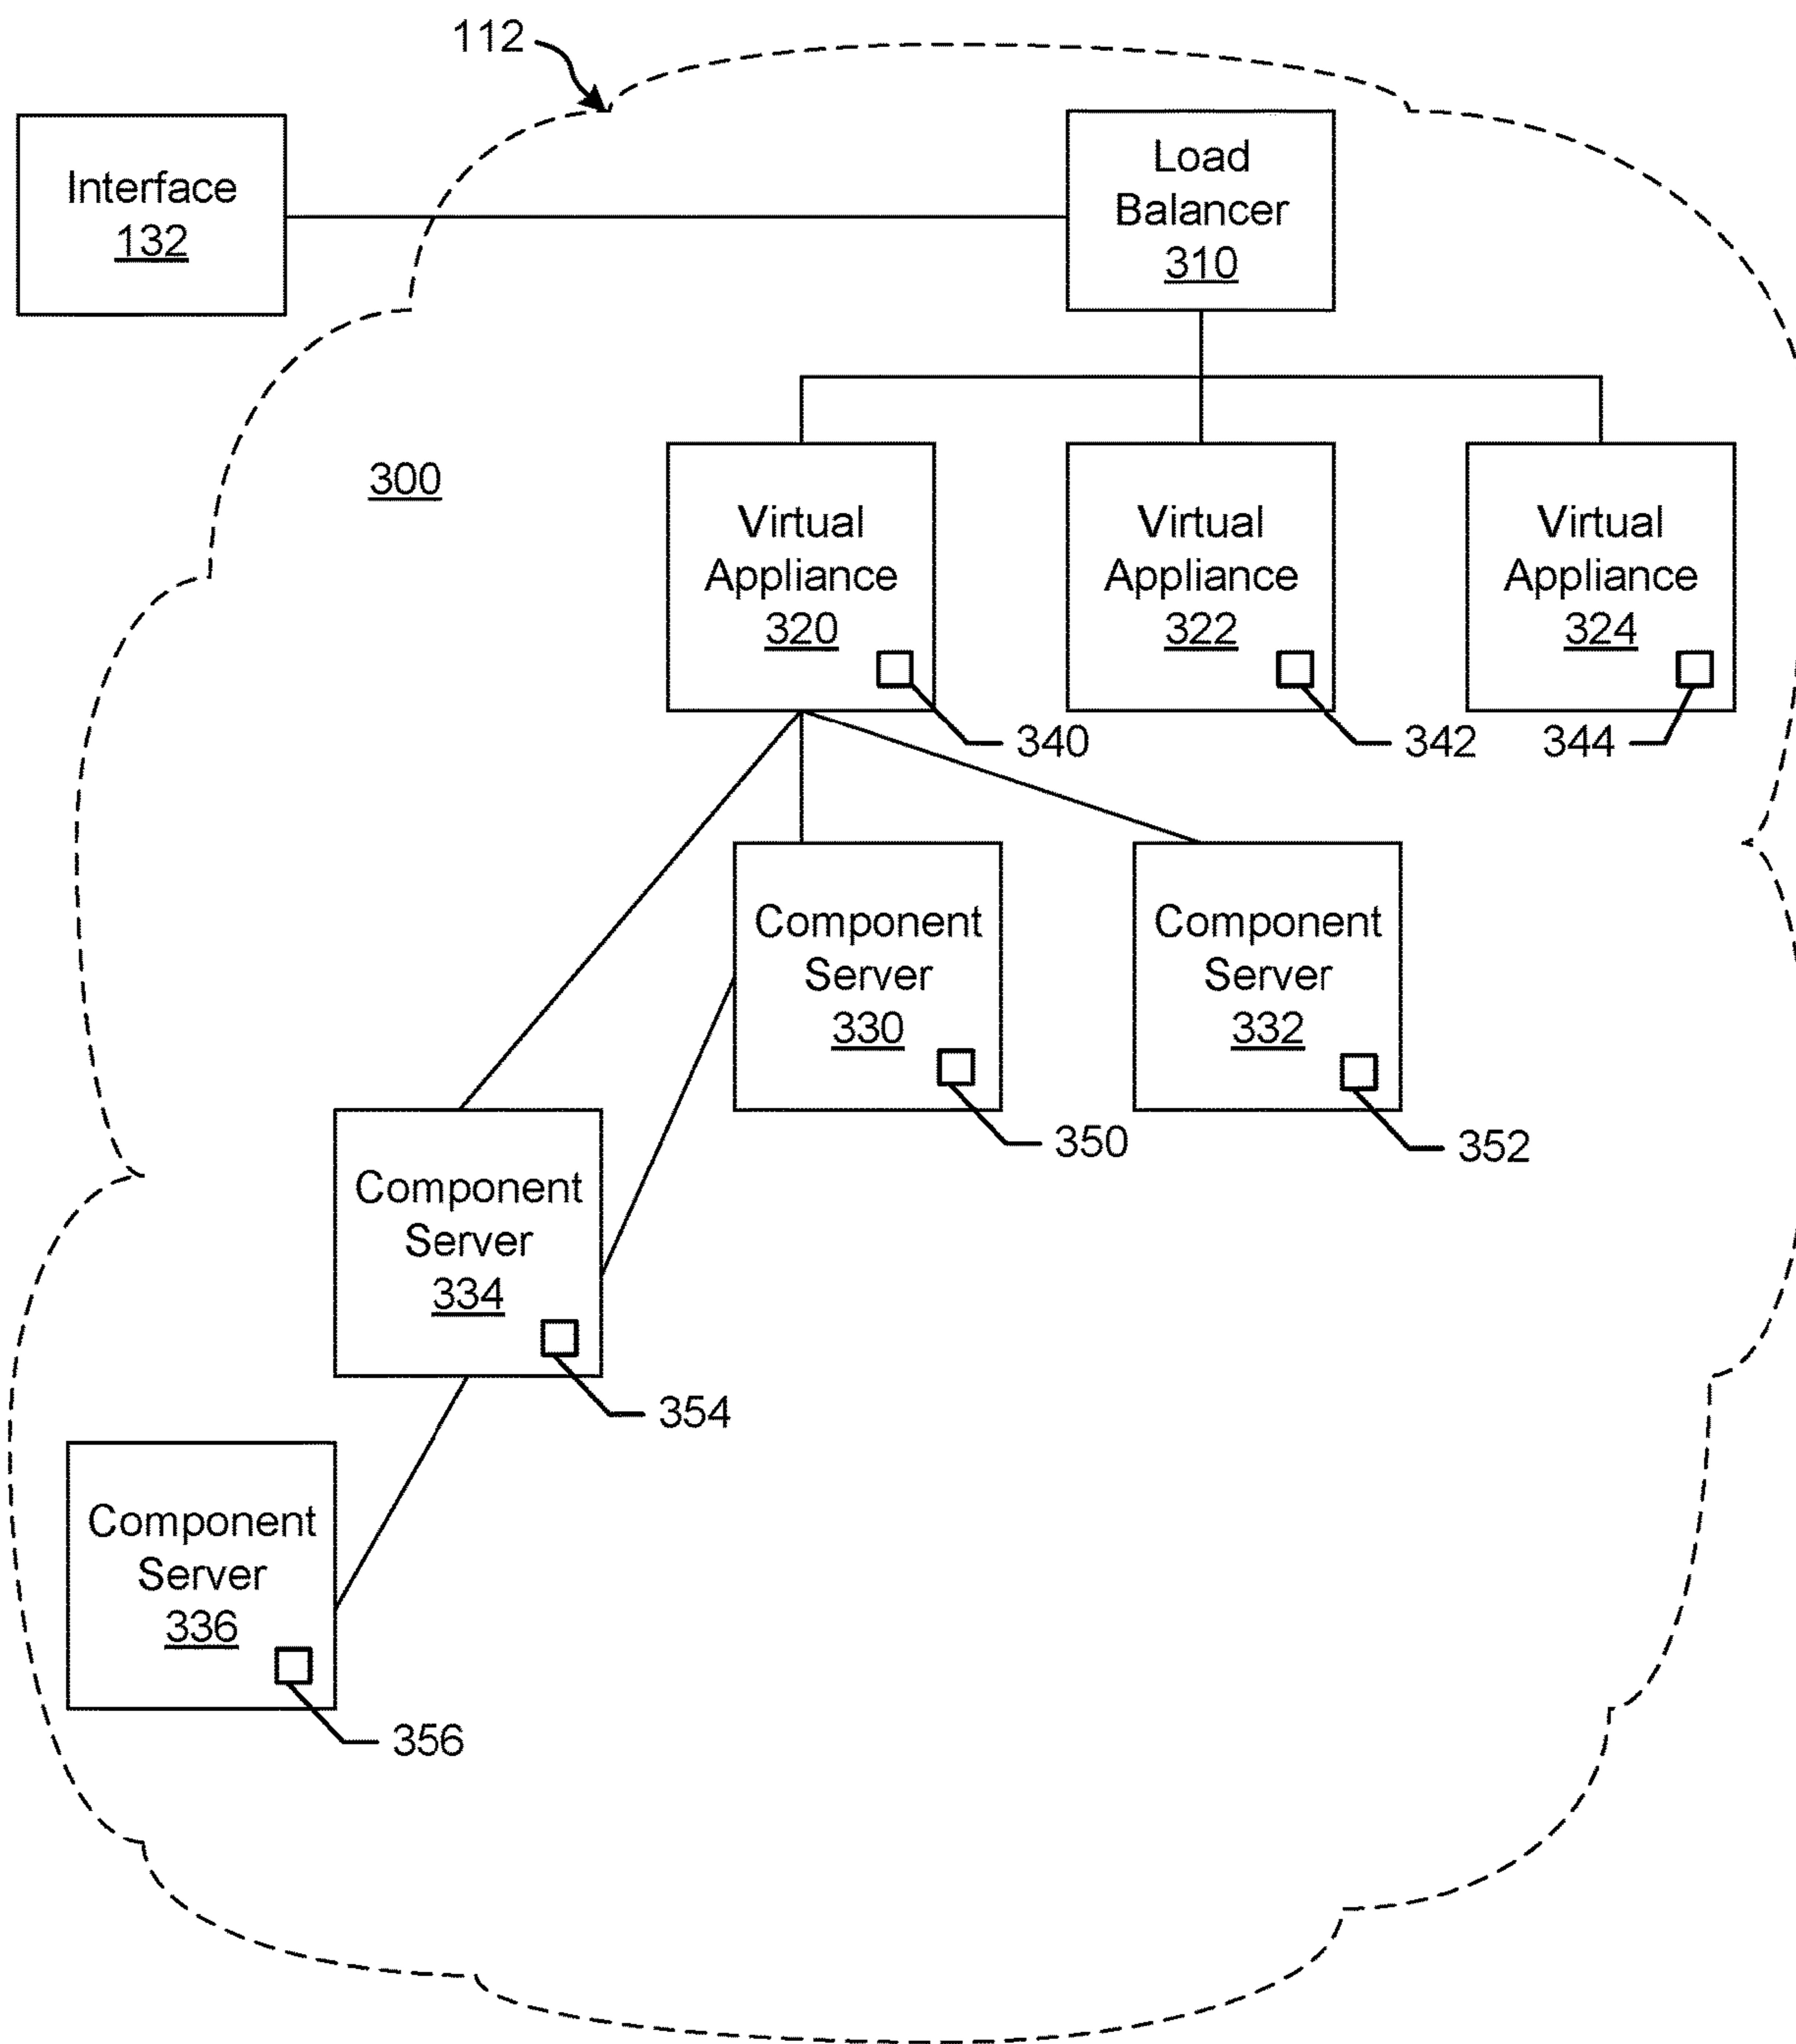 112
Interface
132
Load
Balancer
310
300
Virtual
Appliance
320
Virtual
Appliance
322
Virtual
Appliance
324
340
342
344
Component
Server
330
Component
Server
332
350
352
Component
Server
334
354
Component
Server
336
356